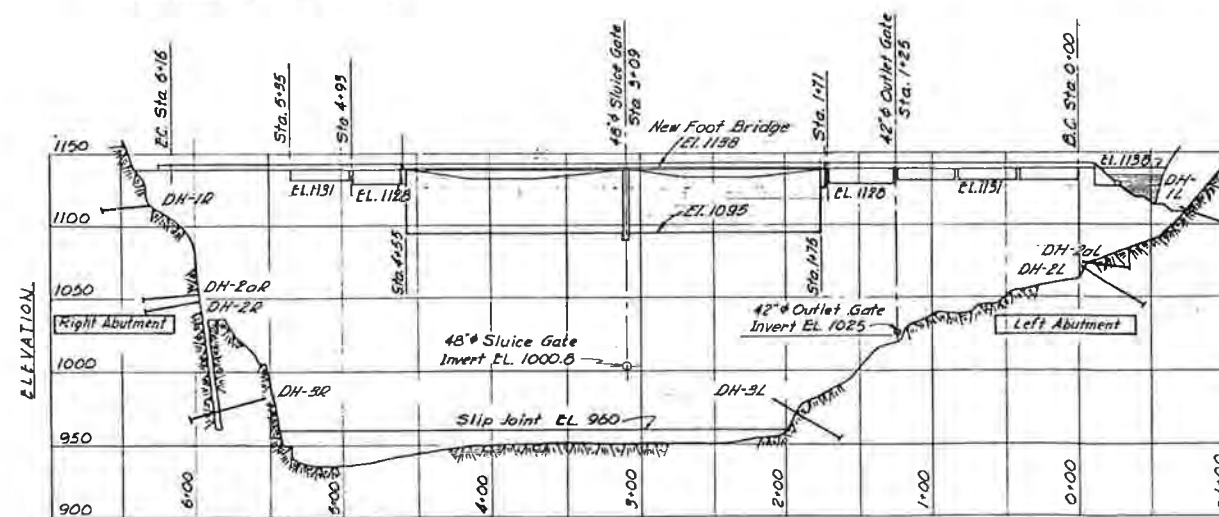 E.C. Sta 6+16
Sta. 5+35
Sta 4+93
48"ϕ Sluice Gate
Sta 3+09
Sta. 1+71
42"ϕ Outlet Gate
Sta. 1+25
B.C. Sta 0+00
New Foot Bridge
El. 1138
El. 1138
1150
1100
1050
1000
950
900
ELEVATION
DH-1R
EL.1131
EL. 1128
EL. 1128
EL.1131
DH-1L
El. 1095
Sta. 4+55
Sta. 1+75
DH-2aR
DH-2R
Right Abutment
DH-2aL
DH-2L
42"ϕ Outlet Gate
Invert EL. 1025
Left Abutment
48"ϕ Sluice Gate
Invert EL. 1000.8
DH-3R
DH-3L
Slip Joint EL 960
6+00
5+00
4+00
3+00
2+00
1+00
0+00